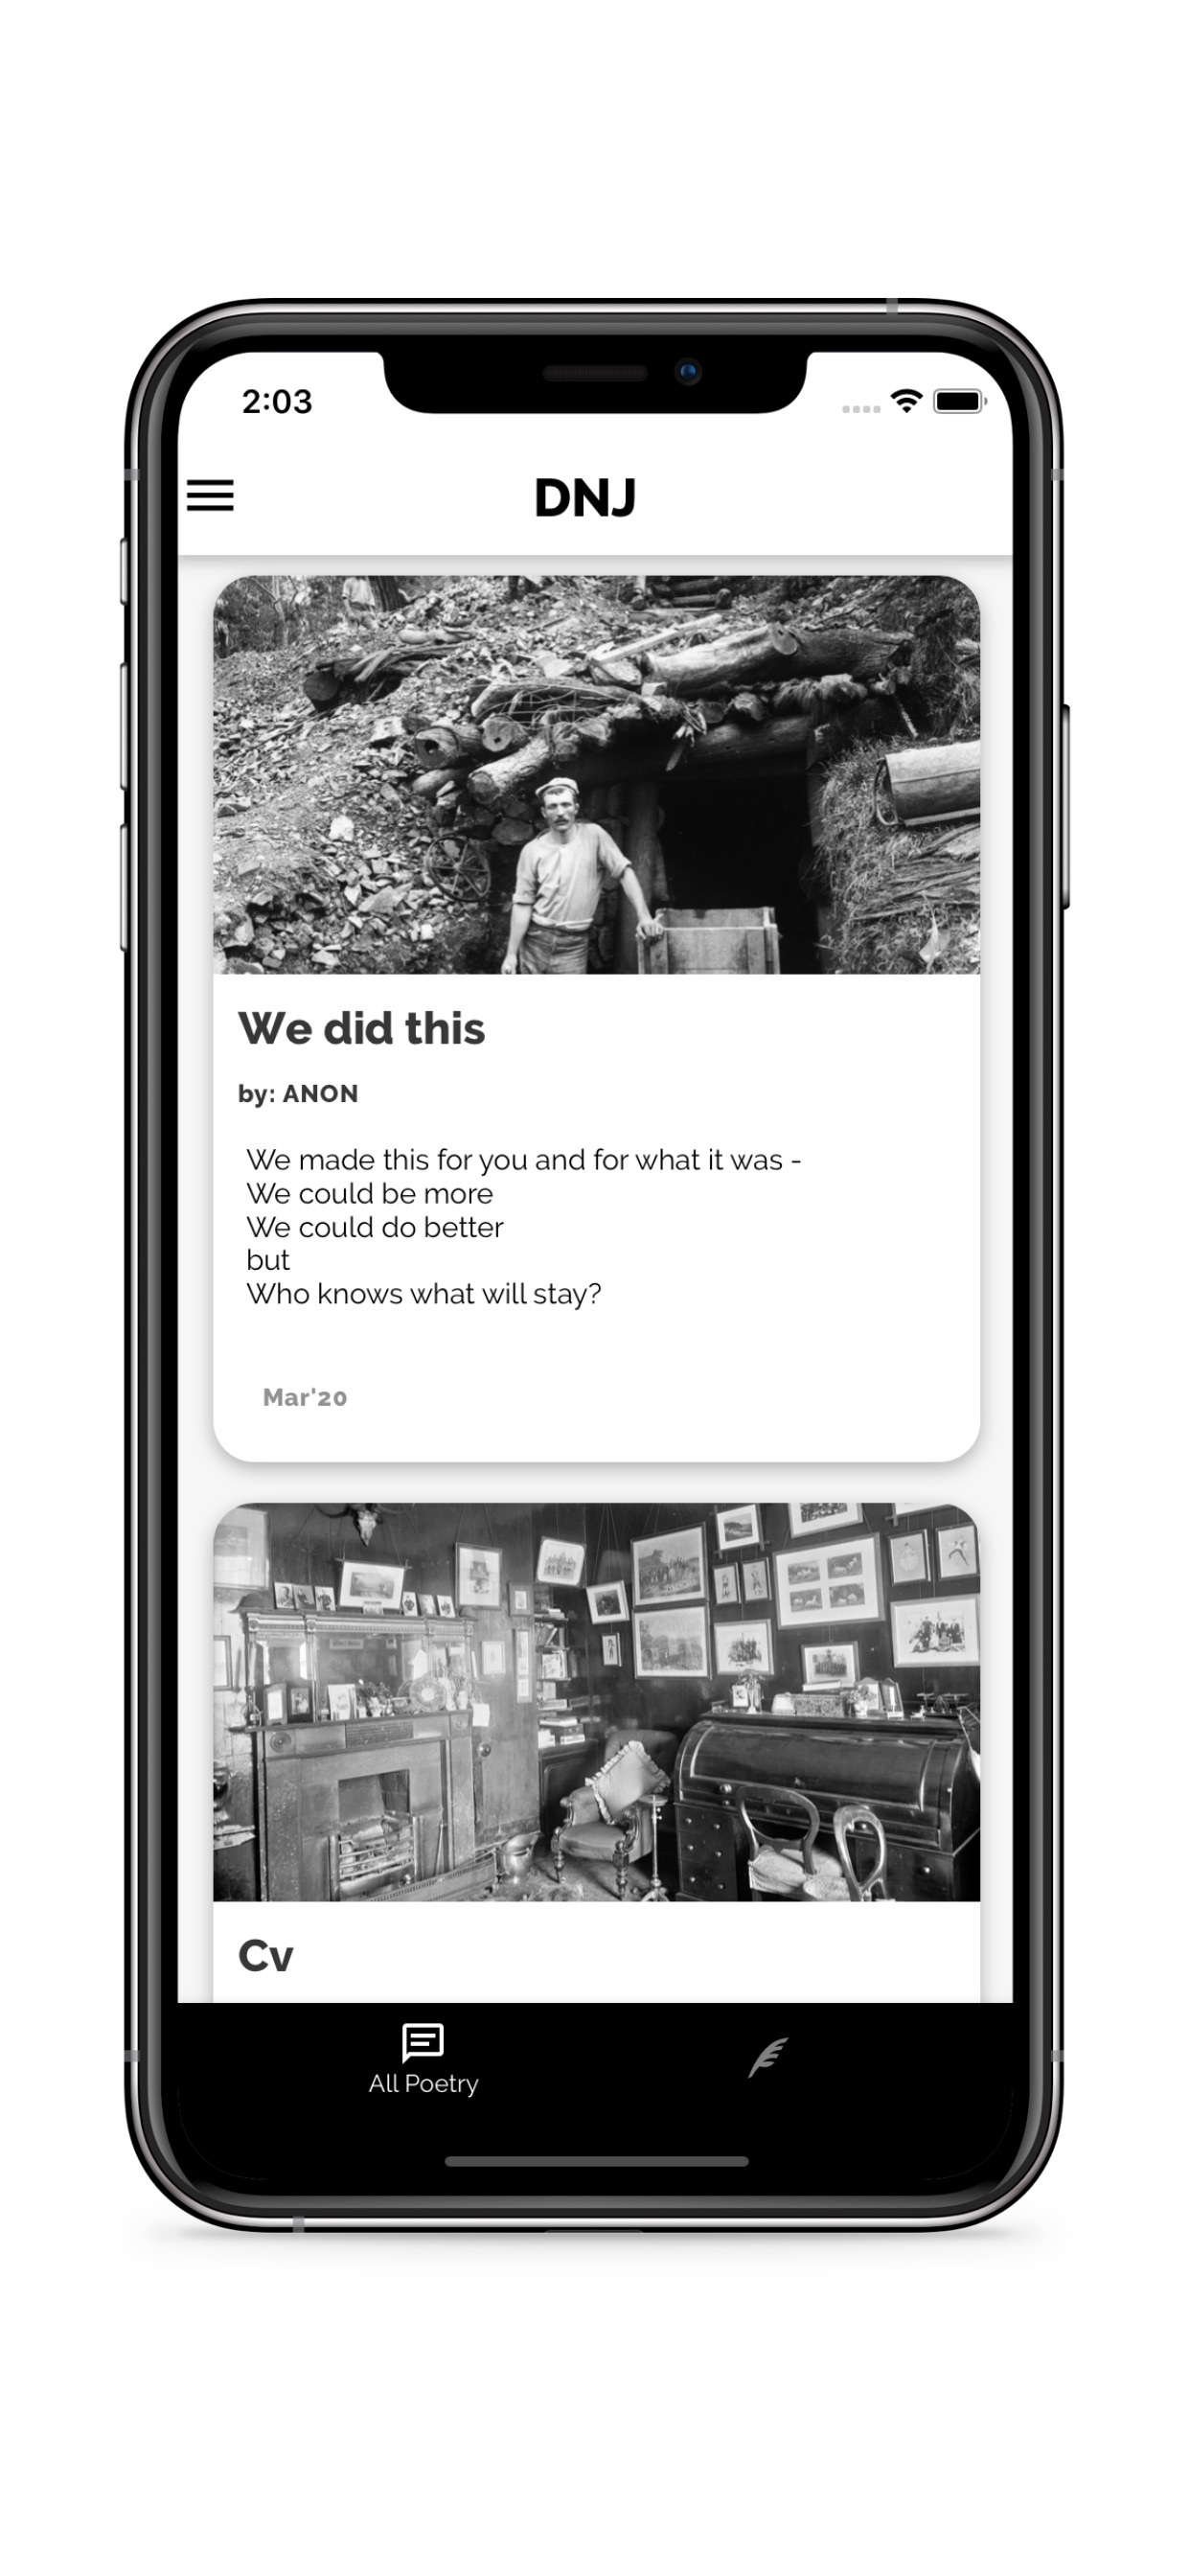 2:03
DNJ
We did this
by: ANON
We made this for you and for what it was -
We could be more
We could do better
but
Who knows what will stay?
Mar'20
Cv
All Poetry